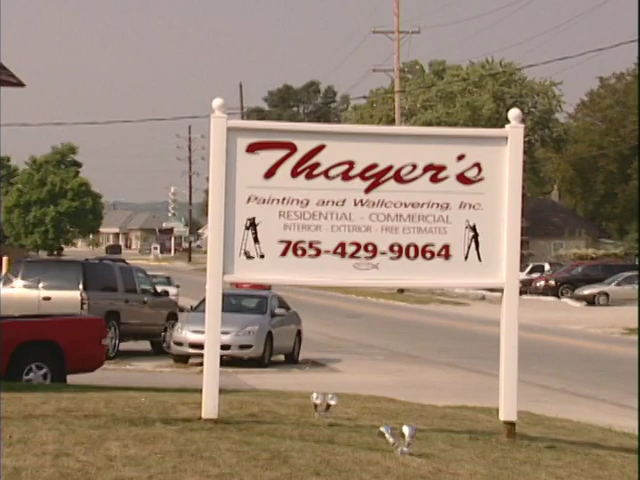 Thayer's
Painting and Wallcovering, Inc.
RESIDENTIAL - COMMERCIAL
INTERIOR - EXTERIOR - FREE ESTIMATES
765-429-9064